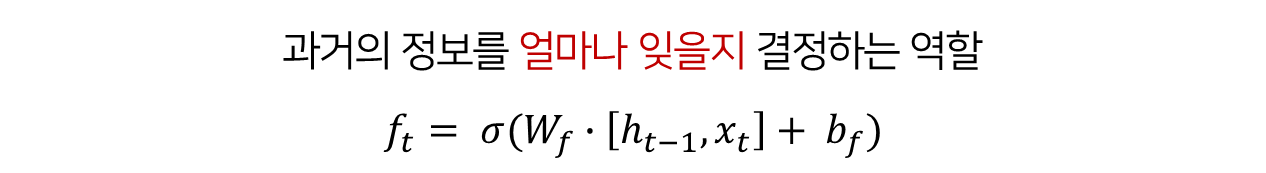 과거의 정보를 얼마나 잊을지 결정하는 역할
f_t = σ(W_f · [h_{t−1}, x_t] + b_f)